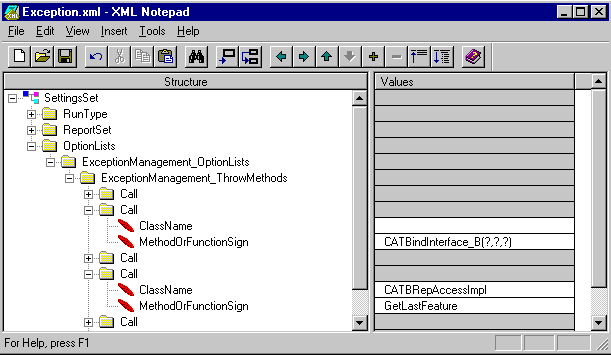 Exception.xml - XML Notepad
File Edit View Insert Tools Help
Structure Values
SettingsSet
RunType
ReportSet
OptionLists
ExceptionManagement_OptionLists
ExceptionManagement_ThrowMethods
Call
Call
ClassName
MethodOrFunctionSign CATBindInterface_B(?,?,?)
Call
Call
ClassName CATBRepAccessImpl
MethodOrFunctionSign GetLastFeature
Call
For Help, press F1